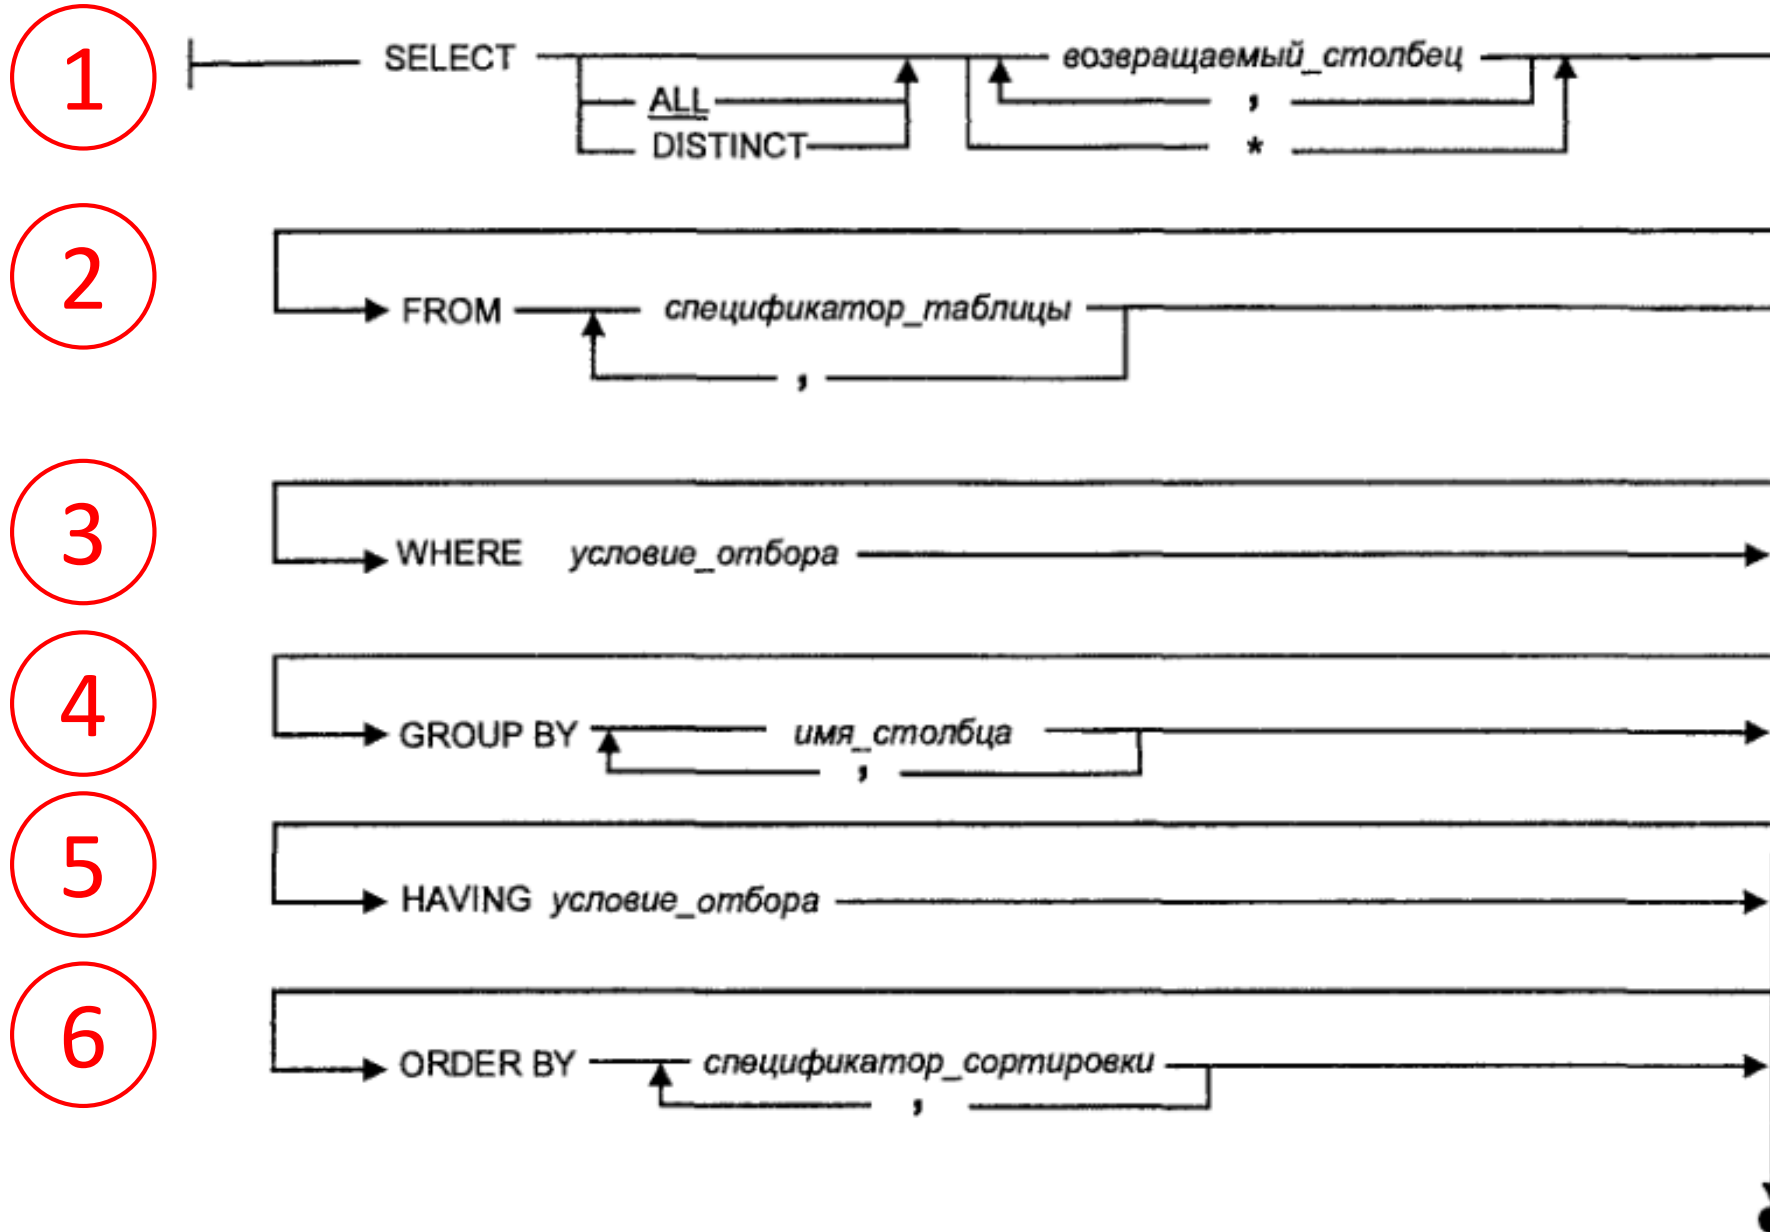 1 SELECT возвращаемый_столбец
ALL ,
DISTINCT *
2 FROM спецификатор_таблицы
,
3 WHERE условие_отбора
4 GROUP BY имя_столбца
,
5 HAVING условие_отбора
6 ORDER BY спецификатор_сортировки
,